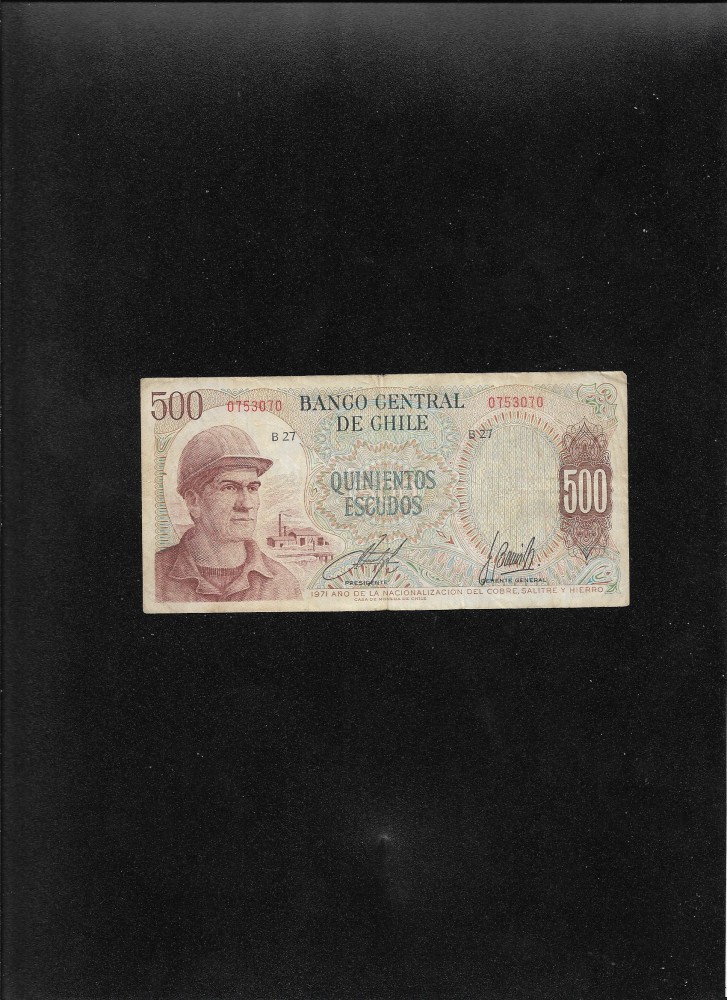 500 0753070 BANCO CENTRAL 0753070
B 27 DE CHILE B 27
QUINIENTOS
ESCUDOS
500
PRESIDENTE GERENTE GENERAL
1971 AÑO DE LA NACIONALIZACION DEL COBRE, SALITRE Y HIERRO
CASA DE MONEDA DE CHILE